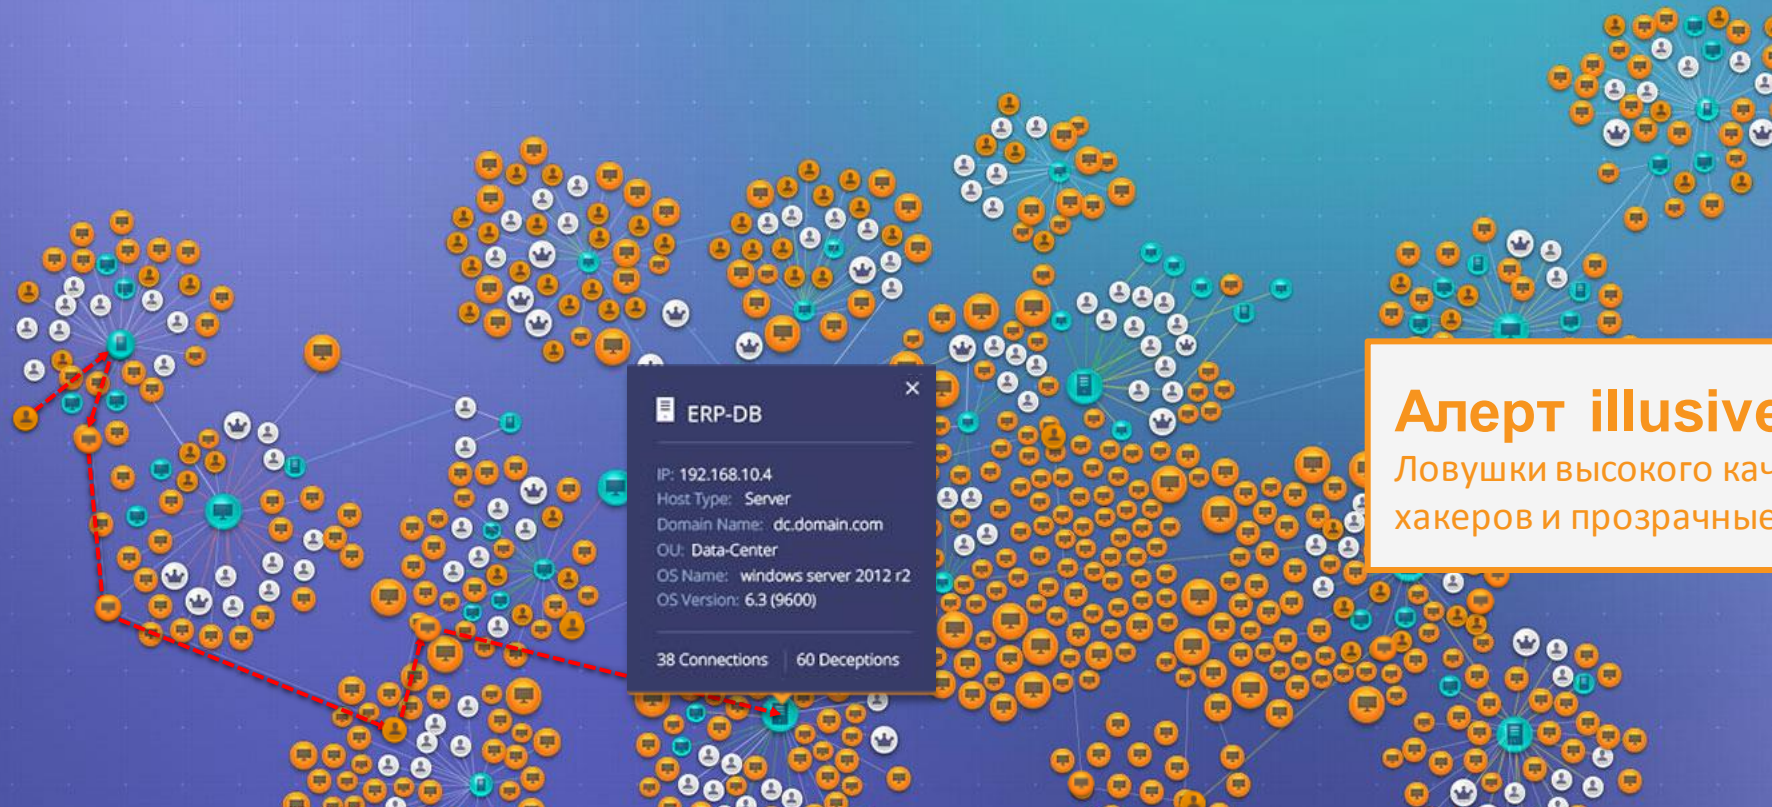 ERP-DB
IP: 192.168.10.4
Host Type: Server
Domain Name: dc.domain.com
OU: Data-Center
OS Name: windows server 2012 r2
OS Version: 6.3 (9600)
38 Connections 60 Deceptions
Алерт illusive
Ловушки высокого кач
хакеров и прозрачные